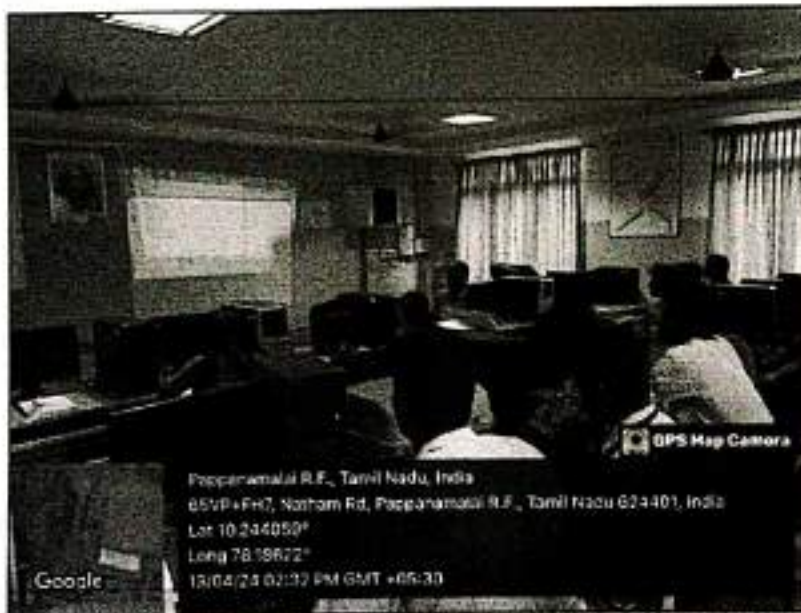 GPS Map Camera
Pappanamalai R.F., Tamil Nadu, India
65VP+FH7, Natham Rd, Pappanamalai R.F., Tamil Nadu 624401, India
Lat 10.244059°
Long 78.19622°
13/04/24 02:32 PM GMT +05:30
Google